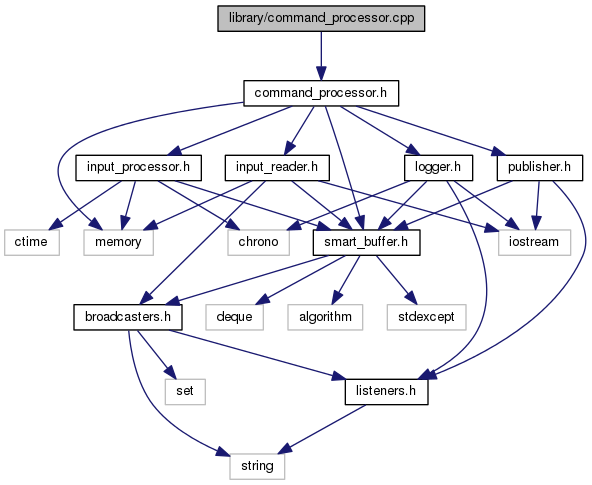 library/command_processor.cpp
command_processor.h
input_processor.h
input_reader.h
logger.h
publisher.h
ctime
memory
chrono
smart_buffer.h
iostream
broadcasters.h
deque
algorithm
stdexcept
set
listeners.h
string